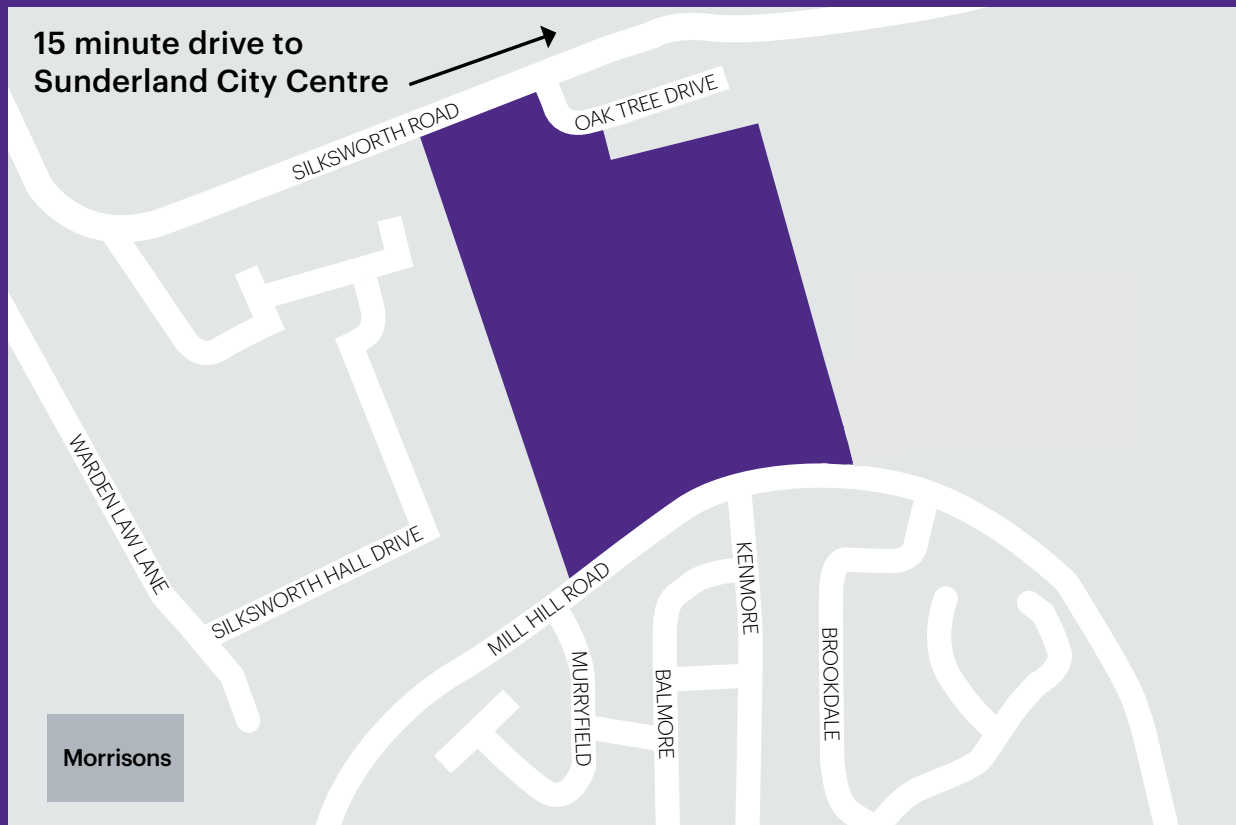 15 minute drive to
Sunderland City Centre
OAK TREE DRIVE
SILKSWORTH ROAD
WARDEN LAW LANE
SILKSWORTH HALL DRIVE
MILL HILL ROAD
KENMORE
MURRYFIELD
BALMORE
BROOKDALE
Morrisons